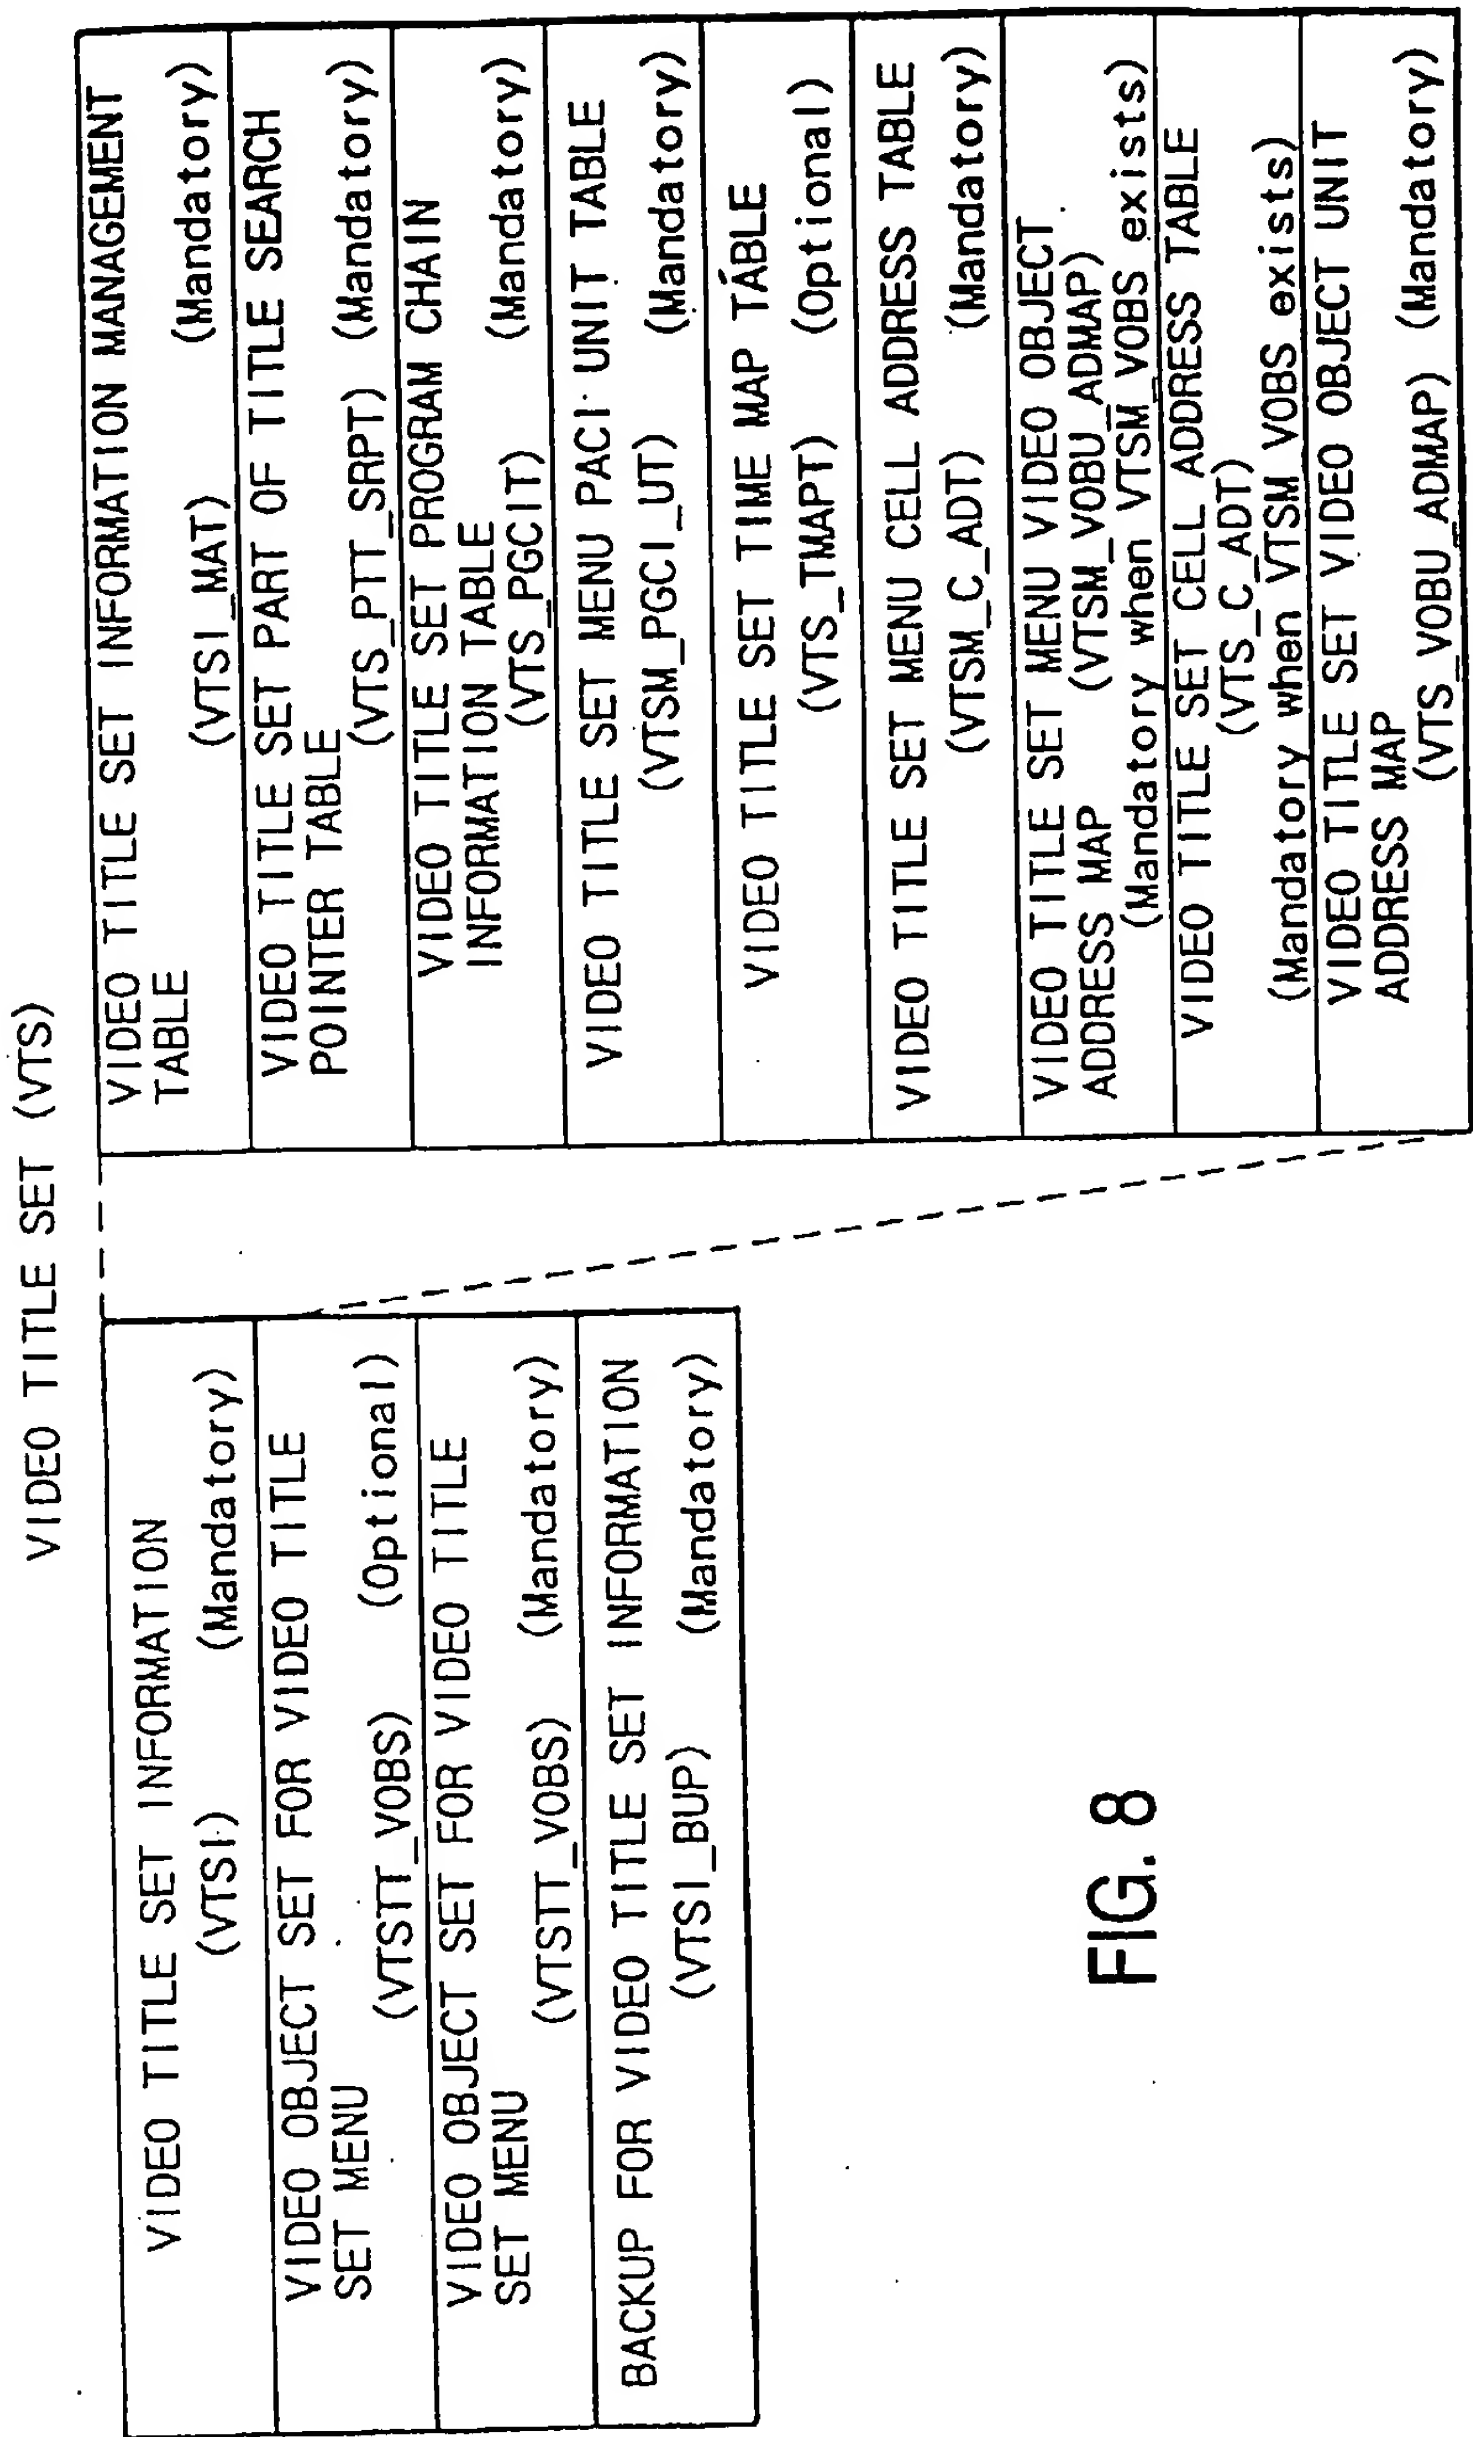 VIDEO TITLE SET (VTS)
VIDEO TITLE SET INFORMATION
(VTSI) (Mandatory)
VIDEO OBJECT SET FOR VIDEO TITLE
SET MENU
(VTSTT_VOBS) (Optional)
VIDEO OBJECT SET FOR VIDEO TITLE
SET MENU
(VTSTT_VOBS) (Mandatory)
BACKUP FOR VIDEO TITLE SET INFORMATION
(VTSI_BUP) (Mandatory)
VIDEO TITLE SET INFORMATION MANAGEMENT
TABLE
(VTSI_MAT) (Mandatory)
VIDEO TITLE SET PART OF TITLE SEARCH
POINTER TABLE
(VTS_PTT_SRPT) (Mandatory)
VIDEO TITLE SET PROGRAM CHAIN
INFORMATION TABLE
(VTS_PGCIT) (Mandatory)
VIDEO TITLE SET MENU PACI UNIT TABLE
(VTSM_PGCI_UT) (Mandatory)
VIDEO TITLE SET TIME MAP TABLE
(VTS_TMAPT) (Optional)
VIDEO TITLE SET MENU CELL ADDRESS TABLE
(VTSM_C_ADT) (Mandatory)
VIDEO TITLE SET MENU VIDEO OBJECT
ADDRESS MAP (VTSM_VOBU_ADMAP)
(Mandatory when VTSM_VOBS exists)
VIDEO TITLE SET CELL ADDRESS TABLE
(VTS_C_ADT)
(Mandatory when VTSM VOBS exists)
VIDEO TITLE SET VIDEO OBJECT UNIT
ADDRESS MAP
(VTS_VOBU_ADMAP) (Mandatory)
FIG. 8